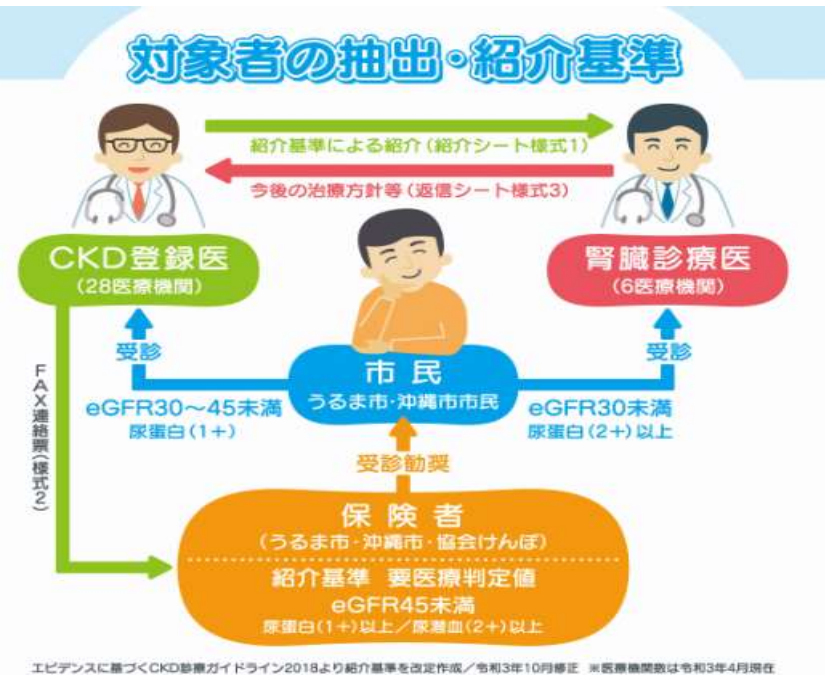 対象者の抽出・紹介基準
紹介基準による紹介(紹介シート様式1)
今後の治療方針等(返信シート様式3)
CKD登録医
(28医療機関)
腎臓診療医
(6医療機関)
受診
受診
市民
うるま市・沖縄市市民
eGFR30～45未満
尿蛋白(1+)
eGFR30未満
尿蛋白(2+)以上
FAX連絡票(様式2)
受診勧奨
保険者
(うるま市・沖縄市・協会けんぽ)
紹介基準 要医療判定値
eGFR45未満
尿蛋白(1+)以上/尿潜血(2+)以上
エビデンスに基づくCKD診療ガイドライン2018より紹介基準を改定作成/令和3年10月修正 ※医療機関数は令和3年4月現在